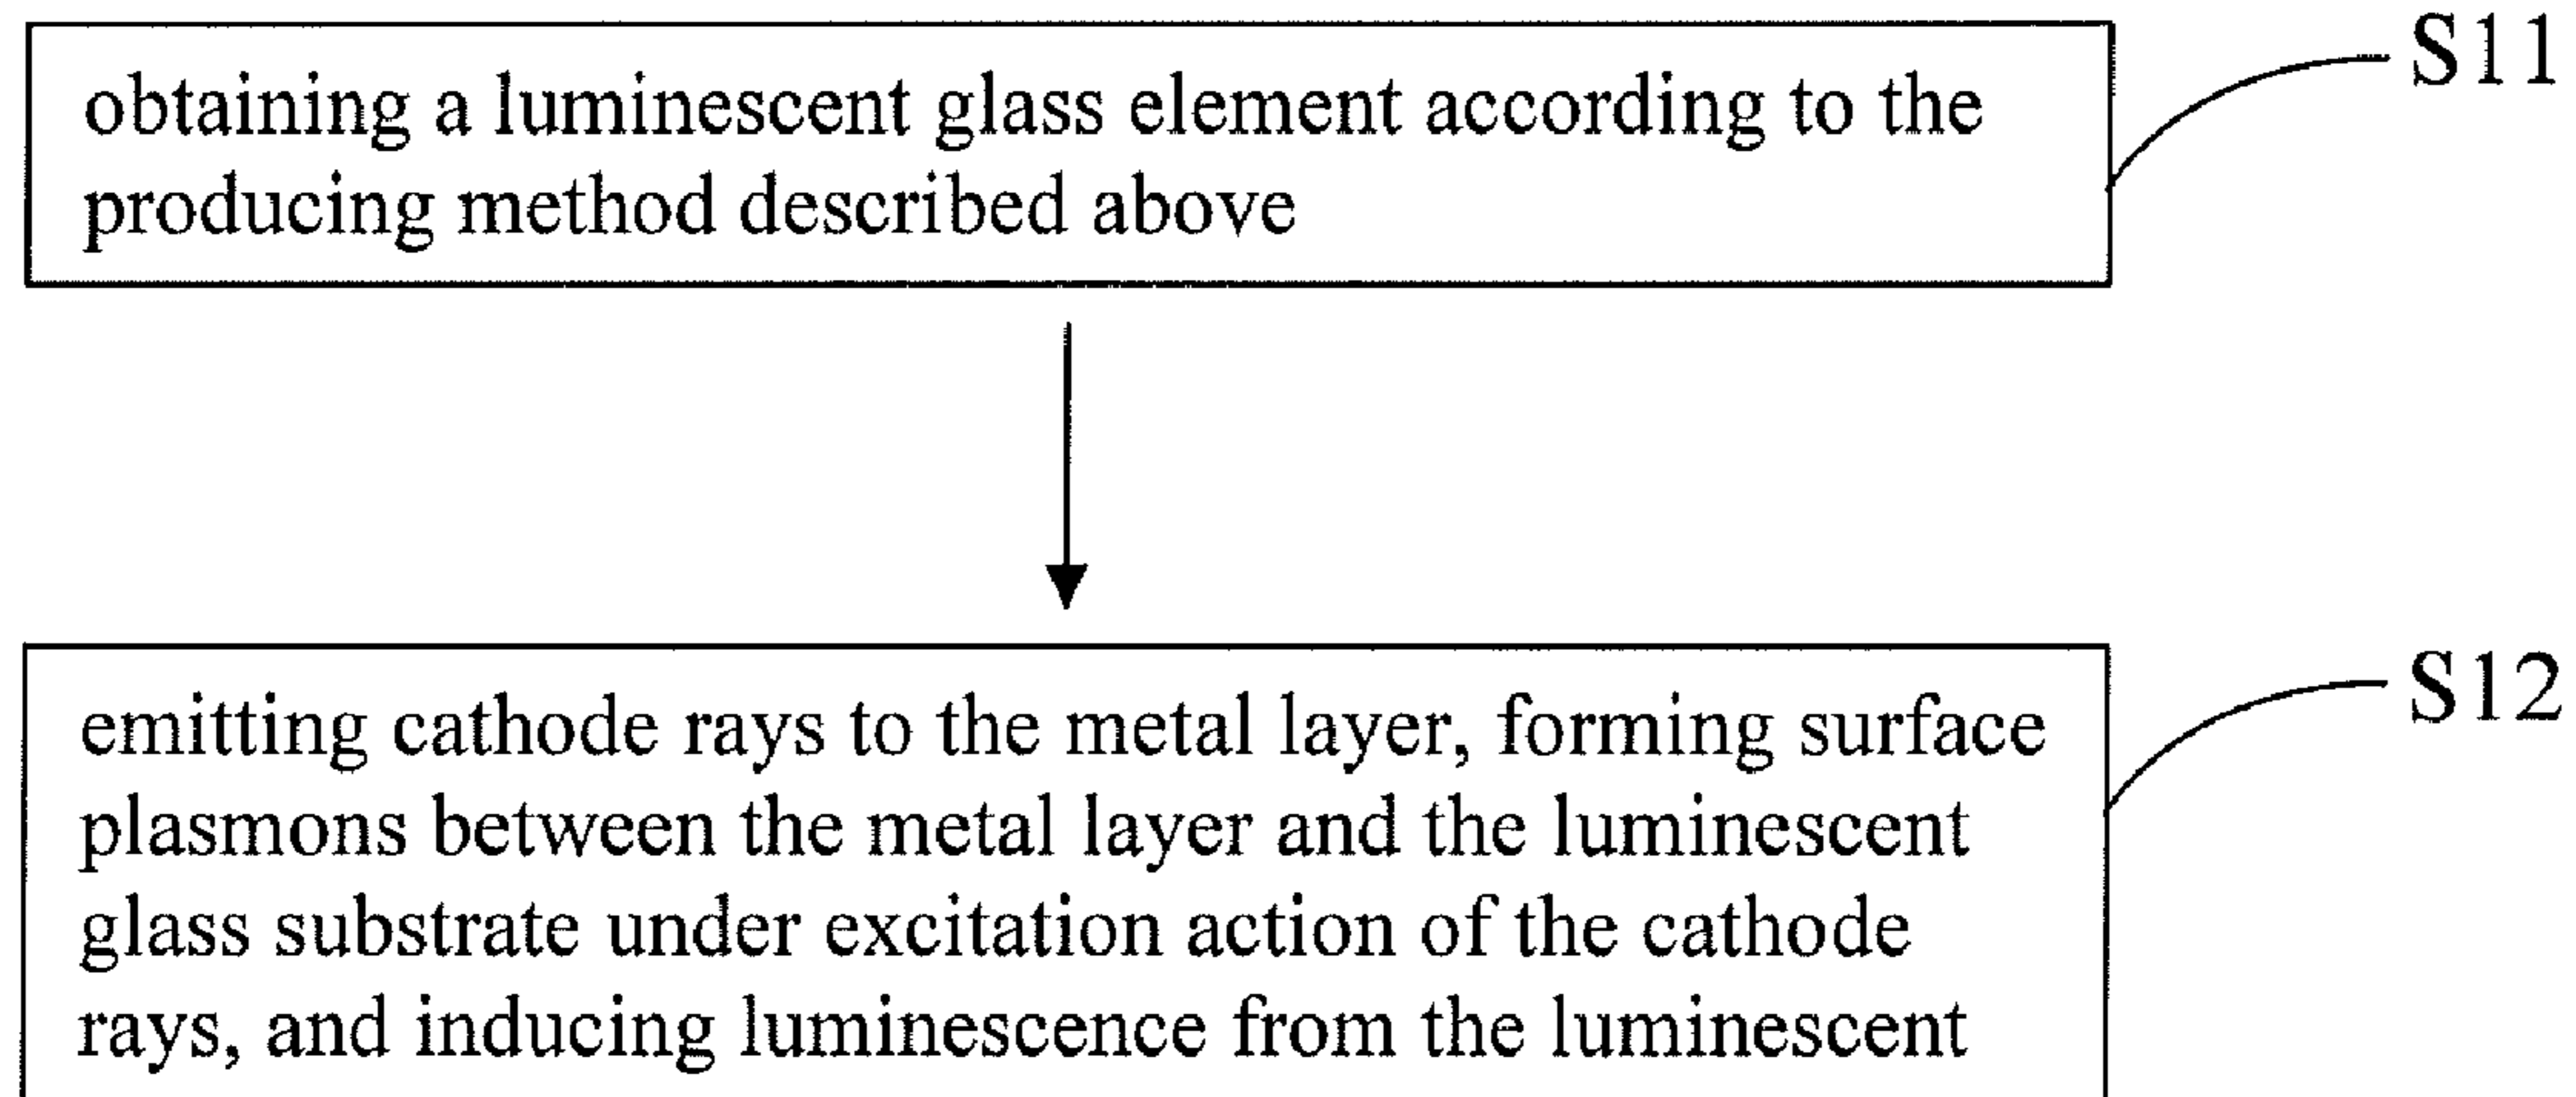 obtaining a luminescent glass element according to the
producing method described above
S11
emitting cathode rays to the metal layer, forming surface
plasmons between the metal layer and the luminescent
glass substrate under excitation action of the cathode
rays, and inducing luminescence from the luminescent
S12